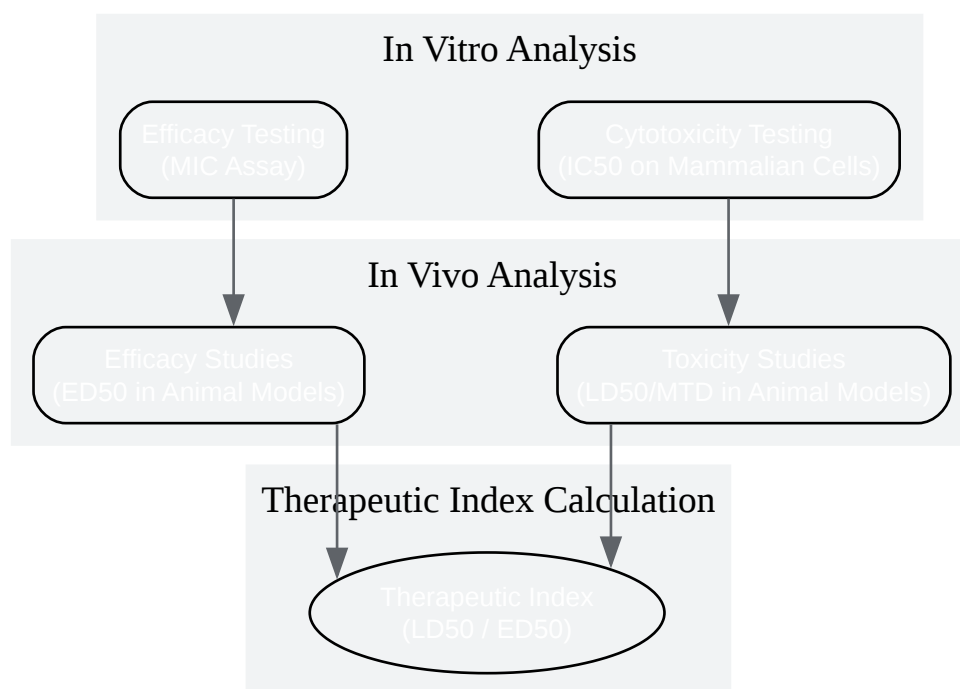 In Vitro Analysis
Efficacy Testing
(MIC Assay)
Cytotoxicity Testing
(IC50 on Mammalian Cells)
In Vivo Analysis
Efficacy Studies
(ED50 in Animal Models)
Toxicity Studies
(LD50/MTD in Animal Models)
Therapeutic Index Calculation
Therapeutic Index
(LD50 / ED50)